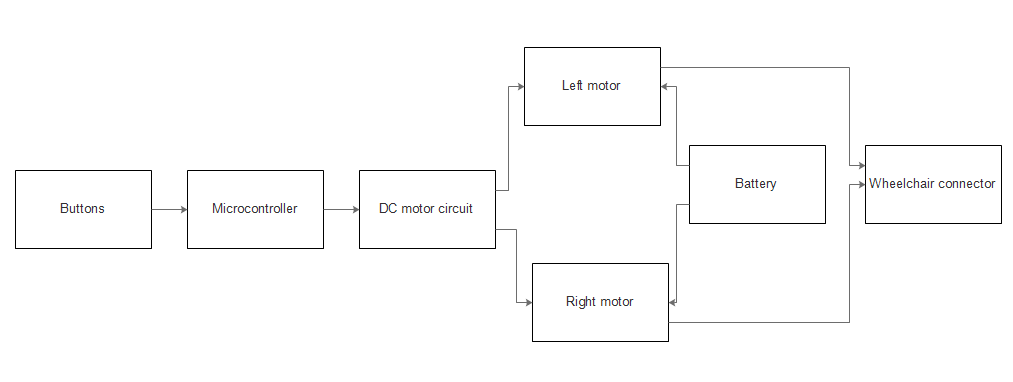 Left motor
Battery
Wheelchair connector
Buttons
Microcontroller
DC motor circuit
Right motor